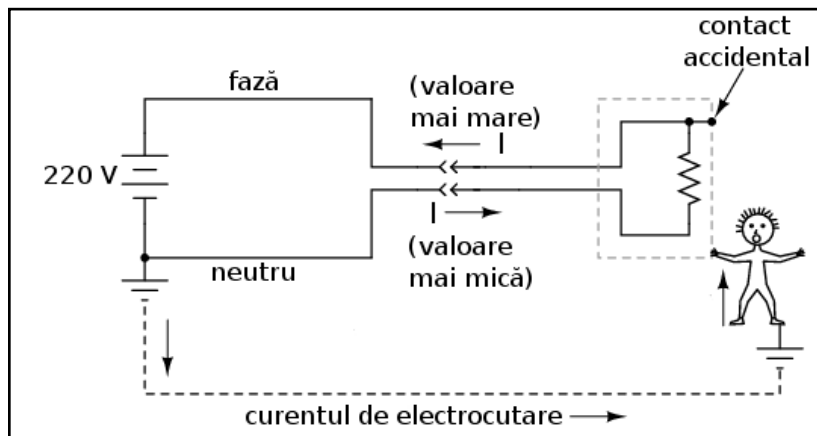 contact
accidental
fază
(valoare
mai mare)
I
220 V
I
(valoare
mai mică)
neutru
curentul de electrocutare